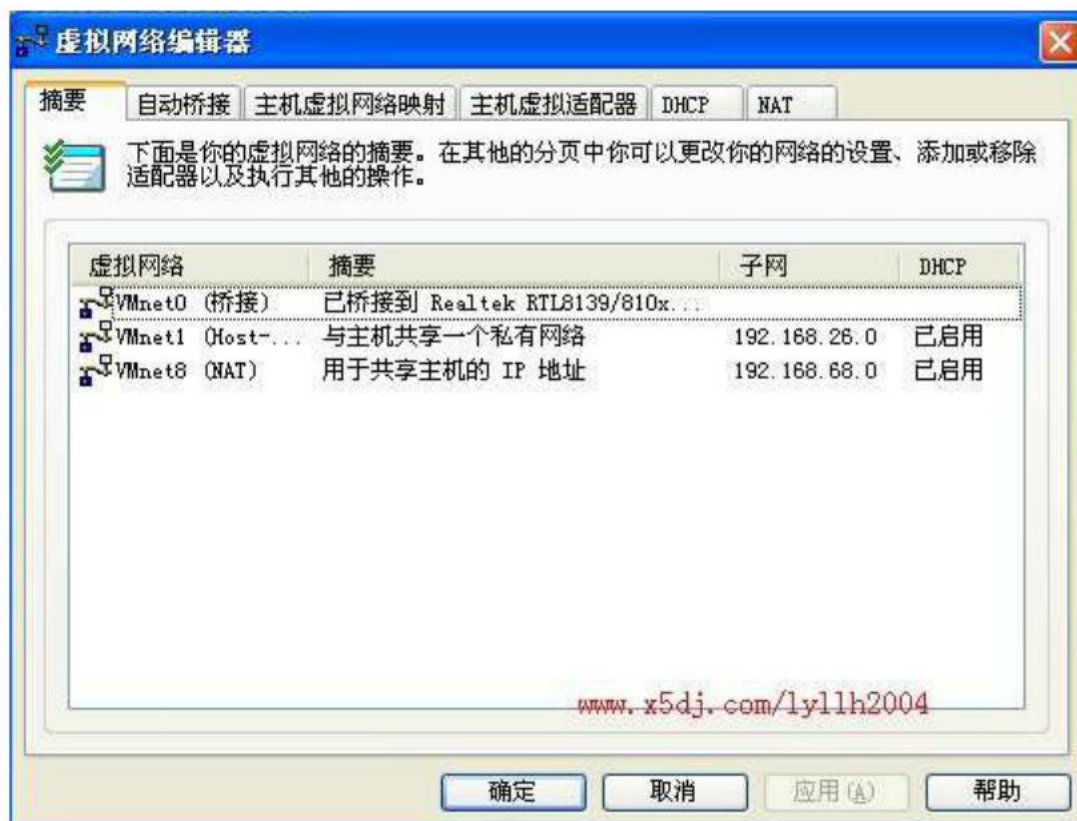 虚拟网络编辑器
摘要 自动桥接 主机虚拟网络映射 主机虚拟适配器 DHCP NAT
下面是你的虚拟网络的摘要。在其他的分页中你可以更改你的网络的设置、添加或移除
适配器以及执行其他的操作。
虚拟网络 摘要 子网 DHCP
VMnet0 (桥接) 已桥接到 Realtek RTL8139/810x...
VMnet1 (Host-... 与主机共享一个私有网络 192.168.26.0 已启用
VMnet8 (NAT) 用于共享主机的 IP 地址 192.168.68.0 已启用
www.x5dj.com/lyllh2004
确定 取消 应用(A) 帮助